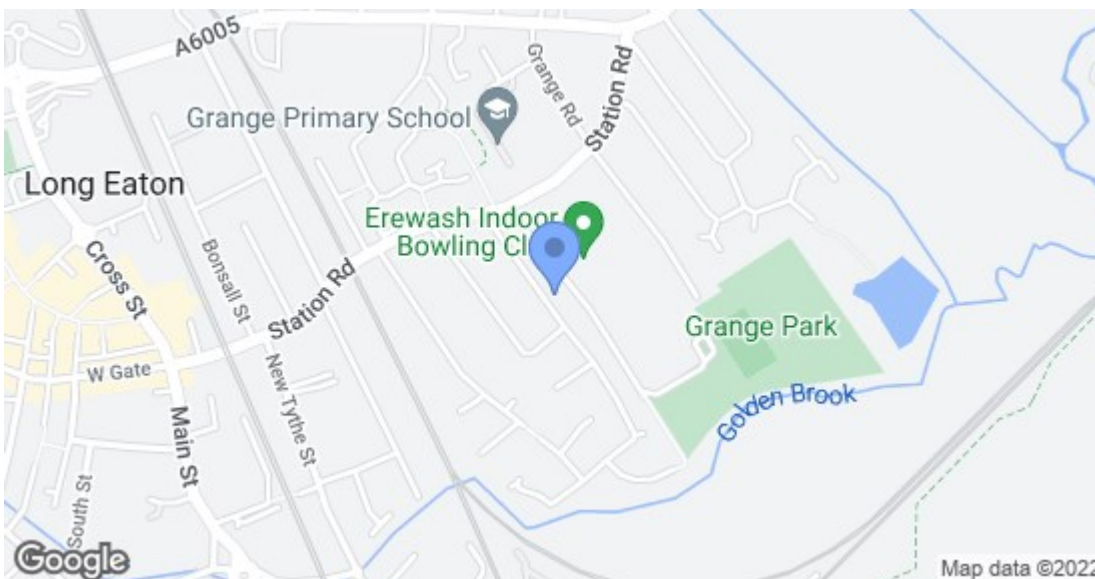 A6005
Grange Primary School
Grange Rd
Station Rd
Long Eaton
Erewash Indoor
Bowling Cl
Cross St
Bonsall St
Station Rd
Grange Park
W Gate
New Tythe St
Golden Brook
Main St
South St
Google
Map data ©2022